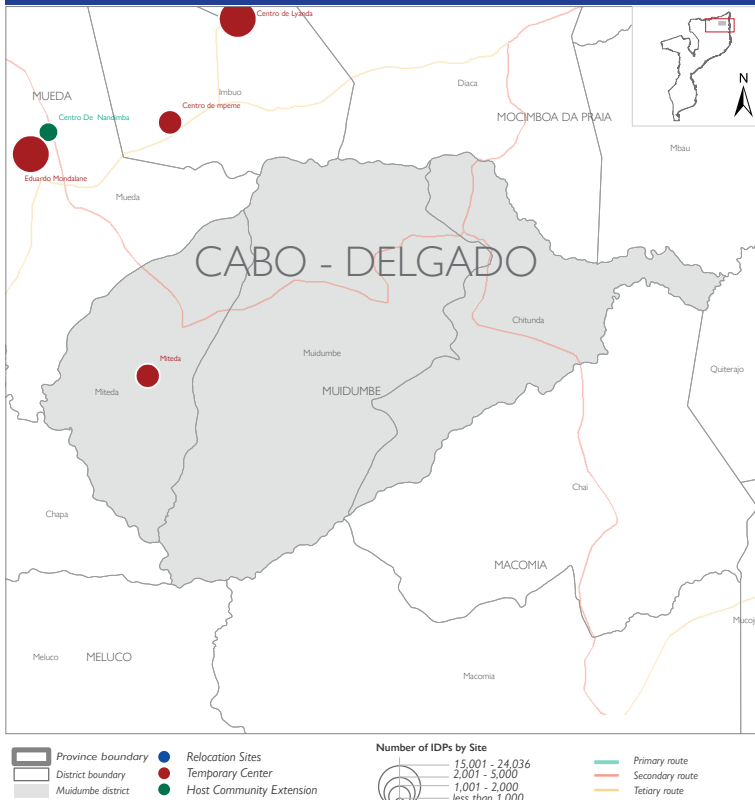 Centro de Lyanda
Imbuo
Diaca
N
MUEDA
Centro de mpeme
Centro De Nandimba
MOCIMBOA DA PRAIA
Mbau
Eduardo Mondalane
Mueda
CABO - DELGADO
Chitunda
Miteda
Muidumbe
Quiterajo
Miteda
MUIDUMBE
Chai
Chapa
MACOMIA
Mucoj
Meluco
MELUCO
Macomia
Number of IDPs by Site
Province boundary
District boundary
Muidumbe district
Relocation Sites
Temporary Center
Host Community Extension
15,001 - 24,036
2,001 - 5,000
1,001 - 2,000
less than 1,000
Primary route
Secondary route
Tetiary route